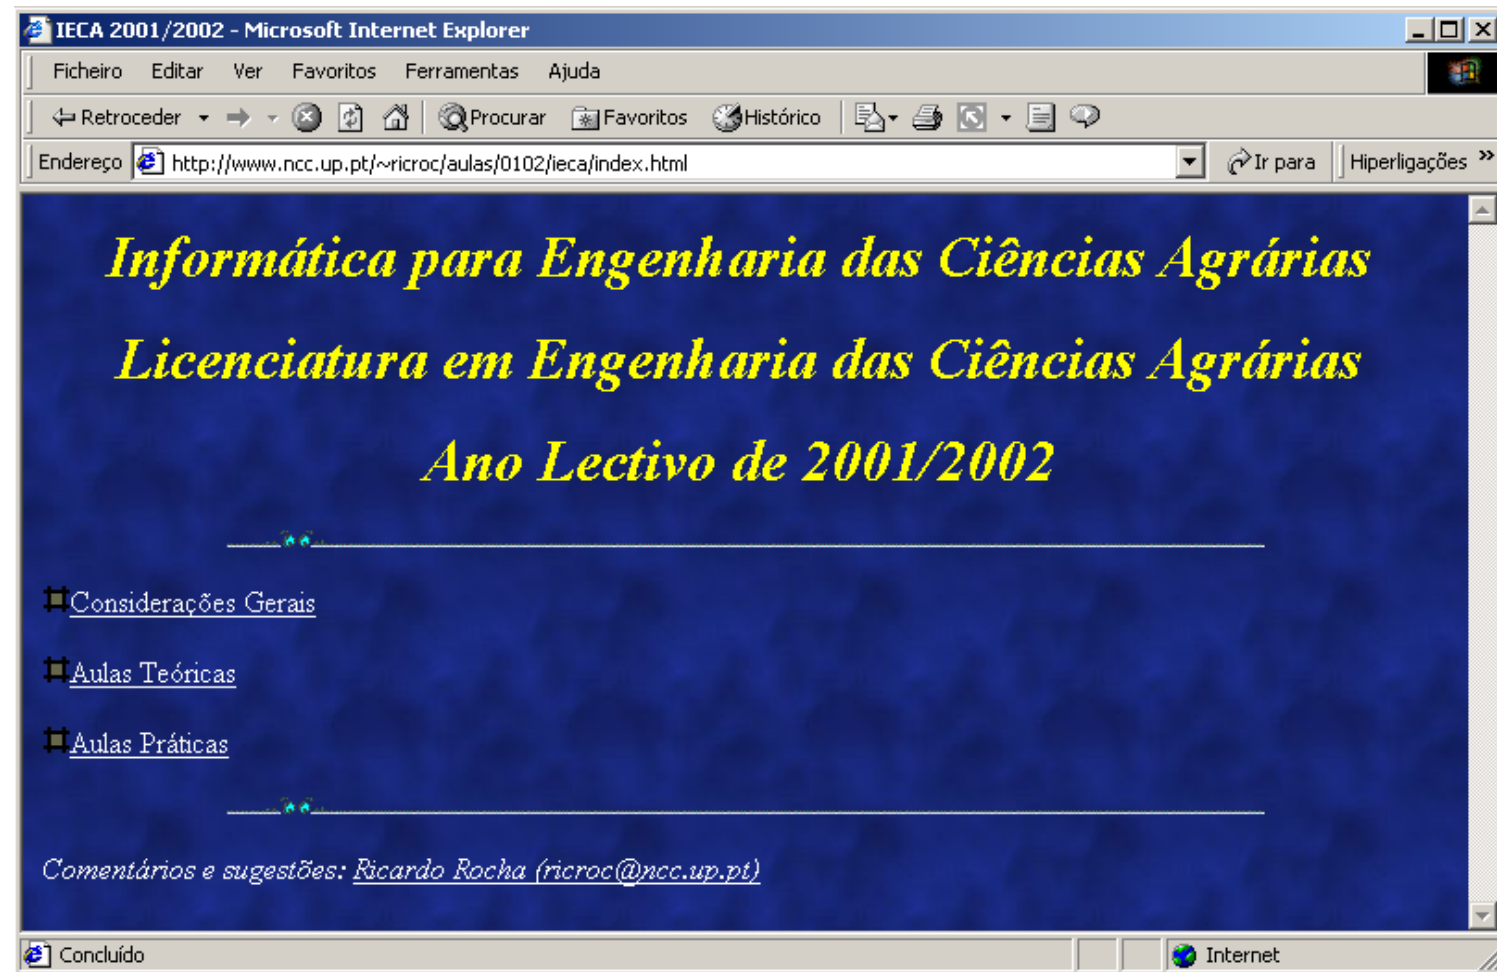 IECA 2001/2002 - Microsoft Internet Explorer
Ficheiro Editar Ver Favoritos Ferramentas Ajuda
Retroceder Procurar Favoritos Histórico
Endereço http://www.ncc.up.pt/~ricroc/aulas/0102/ieca/index.html Ir para Hiperligações »
Informática para Engenharia das Ciências Agrárias
Licenciatura em Engenharia das Ciências Agrárias
Ano Lectivo de 2001/2002
Considerações Gerais
Aulas Teóricas
Aulas Práticas
Comentários e sugestões: Ricardo Rocha (ricroc@ncc.up.pt)
Concluído Internet